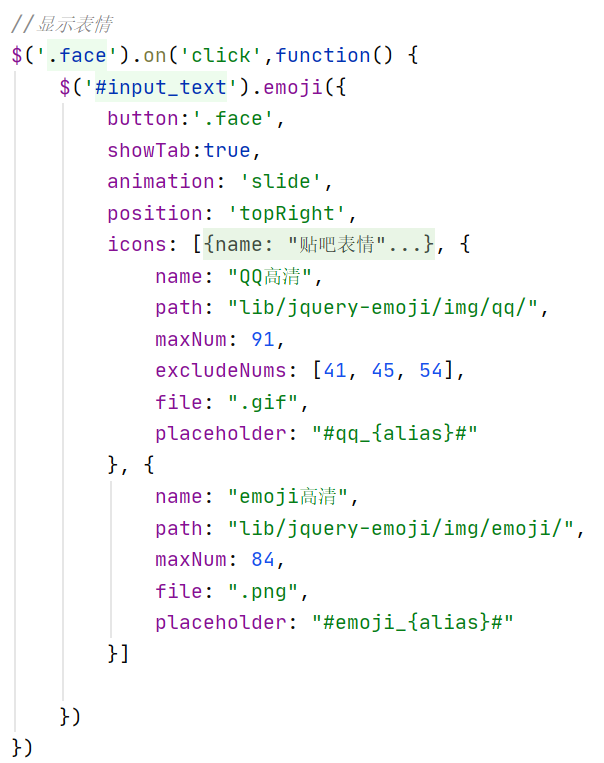 //显示表情
$('.face').on('click',function() {
$('#input_text').emoji({
button:'.face',
showTab:true,
animation: 'slide',
position: 'topRight',
icons: [{name: "贴吧表情"...}, {
name: "QQ高清",
path: "lib/jquery-emoji/img/qq/",
maxNum: 91,
excludeNums: [41, 45, 54],
file: ".gif",
placeholder: "#qq_{alias}#"
}, {
name: "emoji高清",
path: "lib/jquery-emoji/img/emoji/",
maxNum: 84,
file: ".png",
placeholder: "#emoji_{alias}#"
}]
})
})